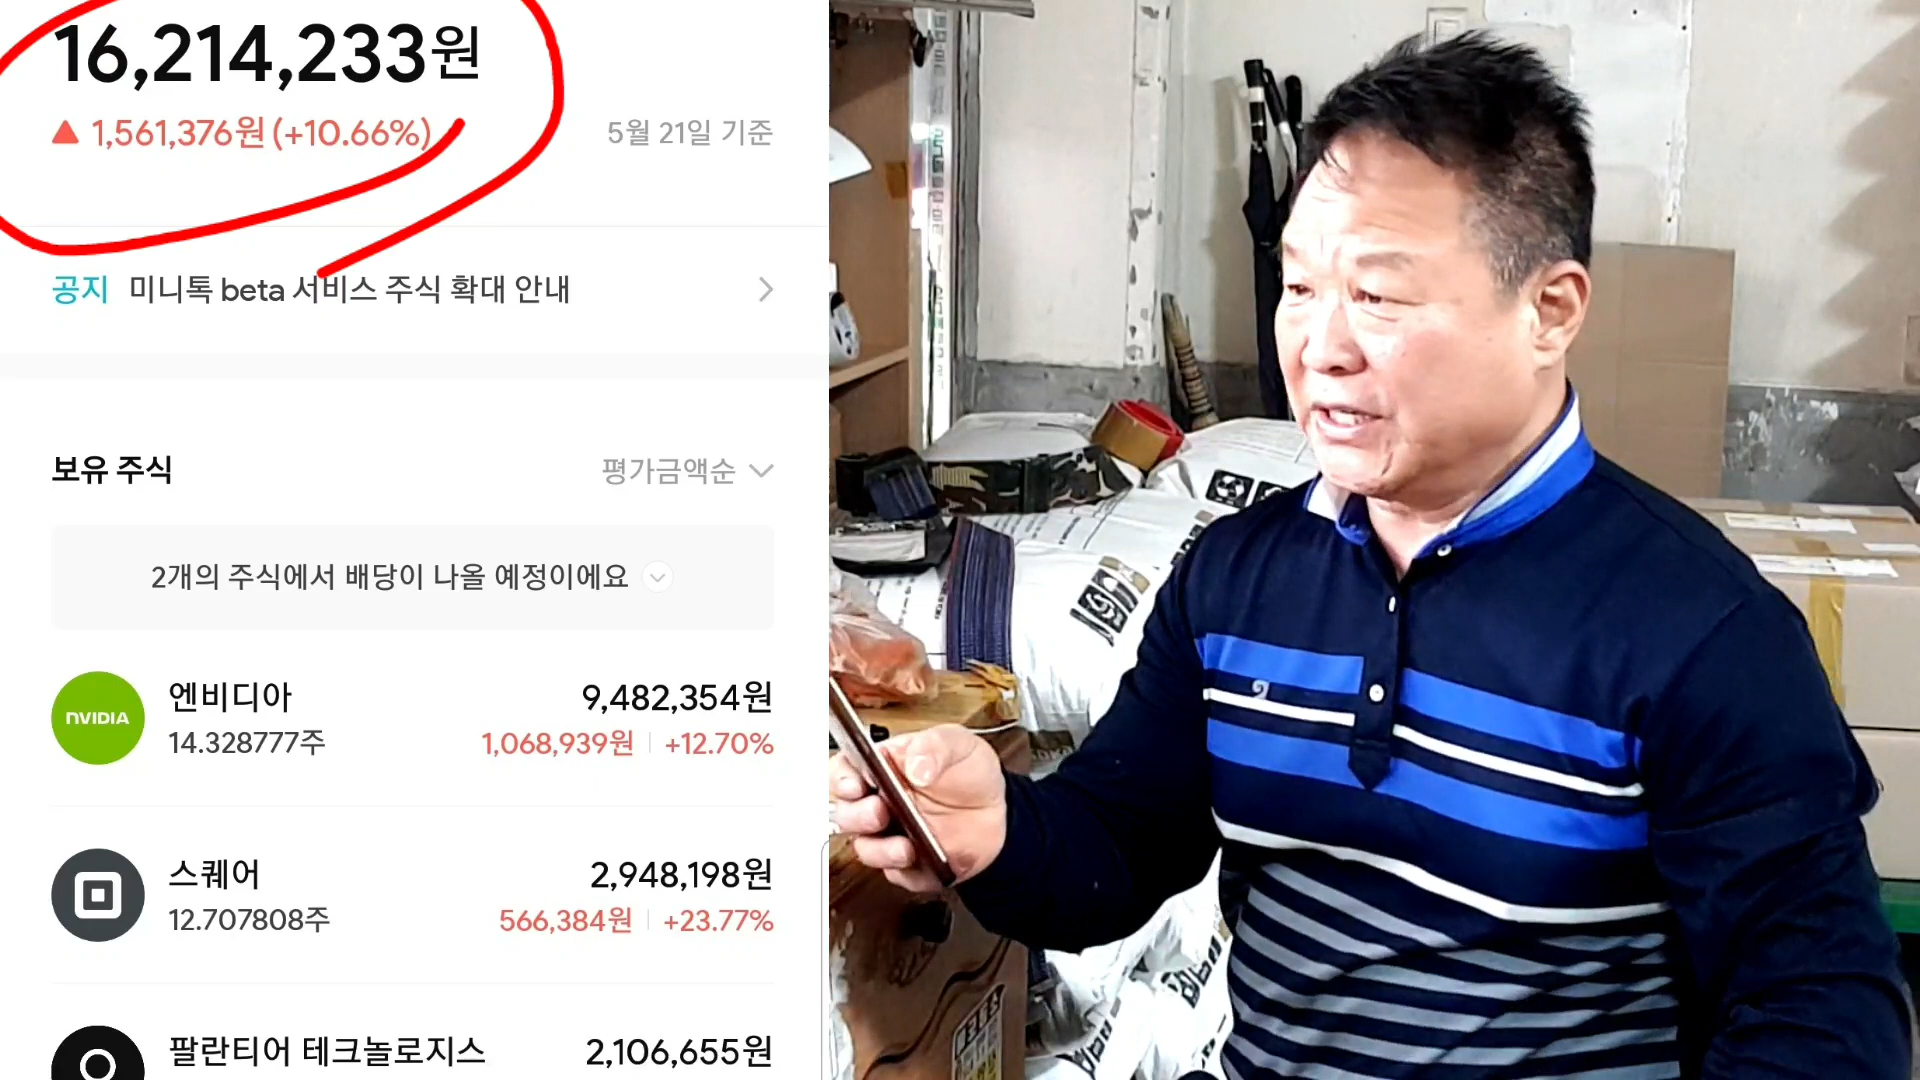 16,214,233원
▲ 1,561,376원 (+10.66%)
5월 21일 기준
공지 미니톡 beta 서비스 주식 확대 안내
보유 주식
평가금액순
2개의 주식에서 배당이 나올 예정이에요
엔비디아
9,482,354원
NVIDIA
14.328777주
1,068,939원 +12.70%
스퀘어
2,948,198원
12.707808주
566,384원 +23.77%
팔란티어 테크놀로지스
2,106,655원